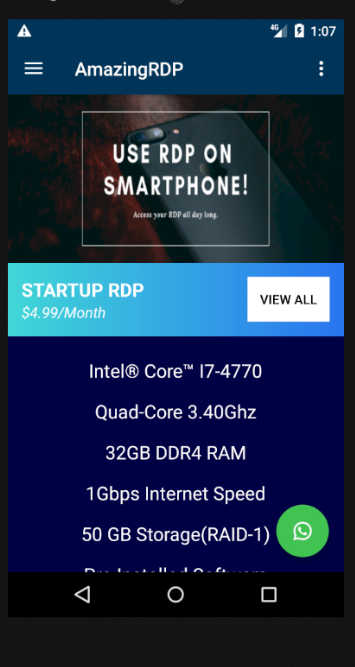 4G 1:07
AmazingRDP
USE RDP ON
SMARTPHONE!
Access your RDP all day long.
STARTUP RDP
$4.99/Month
VIEW ALL
Intel® Core™ I7-4770
Quad-Core 3.40Ghz
32GB DDR4 RAM
1Gbps Internet Speed
50 GB Storage(RAID-1)